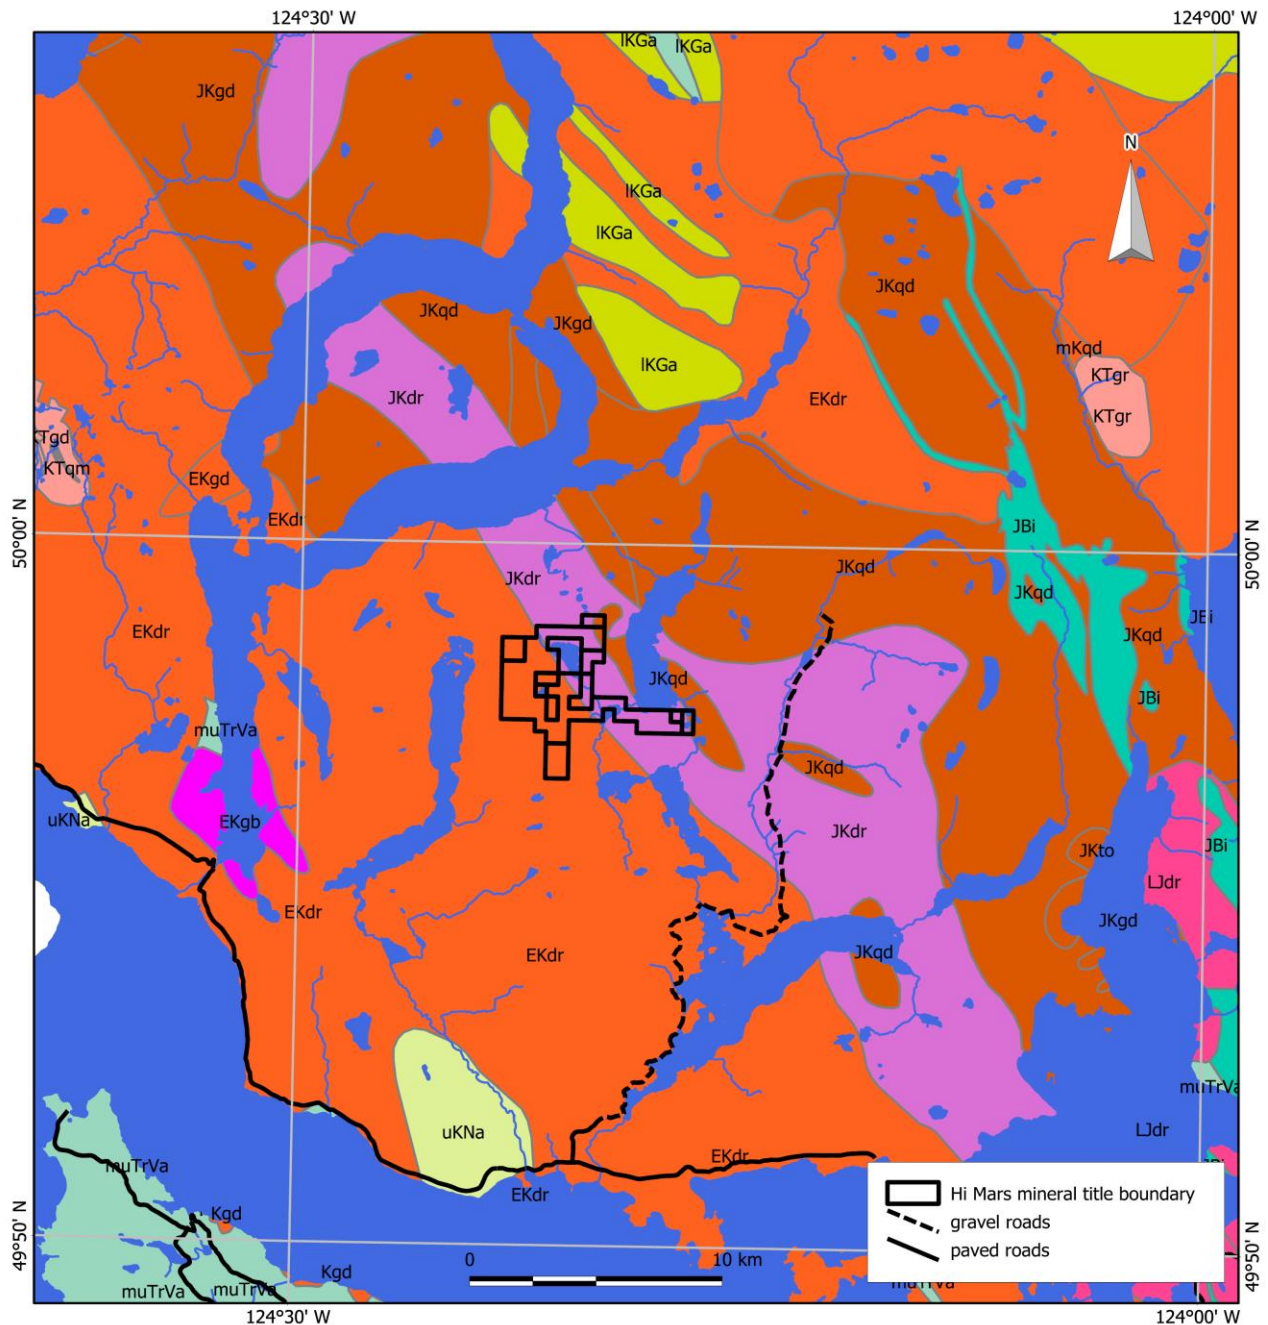 124°30' W
124°00' W
lKGa
lKGa
JKgd
N
lKGa
lKGa
JKqd
JKqd
JKgd
mKqd
lKGa
KTgr
JKdr
EKdr
KTgr
Tgd
KTqm
EKgd
EKdr
50°00' N
50°00' N
JBi
JKqd
JKdr
JKqd
JBi
EKdr
JKqd
JKqd
JBi
muTrVa
JKqd
uKNa
EKgb
JKdr
JBi
JKto
LJdr
EKdr
JKgd
EKdr
JKqd
muTrVa
uKNa
LJdr
EKdr
muTrVa
EKdr
Kgd
49°50' N
49°50' N
Hi Mars mineral title boundary
gravel roads
paved roads
0
10 km
Kgd
muTrVa
muTrVa
muTrVa
124°30' W
124°00' W